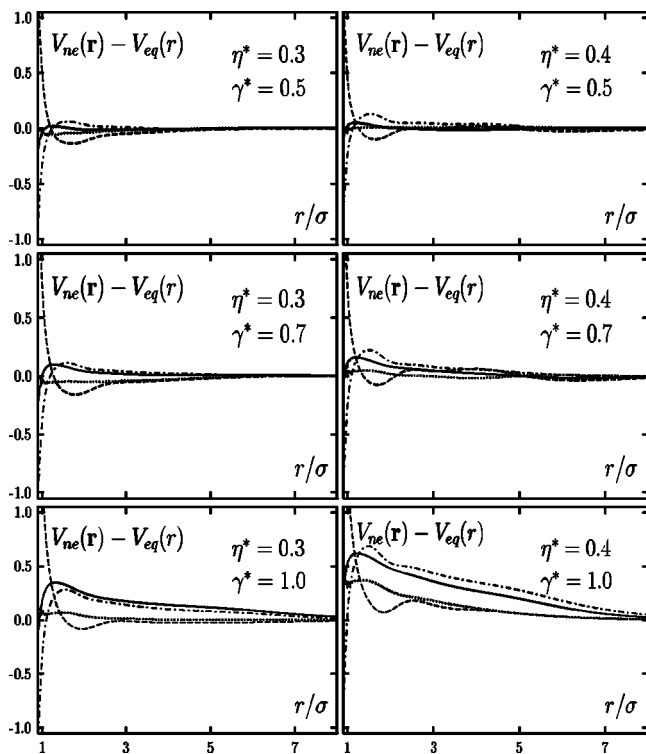 1.0
V_ne(r) − V_eq(r)
η* = 0.3
γ* = 0.5
0.5
0.0
-0.5
r/σ
-1.0
V_ne(r) − V_eq(r)
η* = 0.4
γ* = 0.5
r/σ
1.0
V_ne(r) − V_eq(r)
η* = 0.3
γ* = 0.7
0.5
0.0
-0.5
r/σ
-1.0
V_ne(r) − V_eq(r)
η* = 0.4
γ* = 0.7
r/σ
1.0
V_ne(r) − V_eq(r)
η* = 0.3
γ* = 1.0
0.5
0.0
0.5
r/σ
-1.0
1 3 5 7
V_ne(r) − V_eq(r)
η* = 0.4
γ* = 1.0
r/σ
1 3 5 7